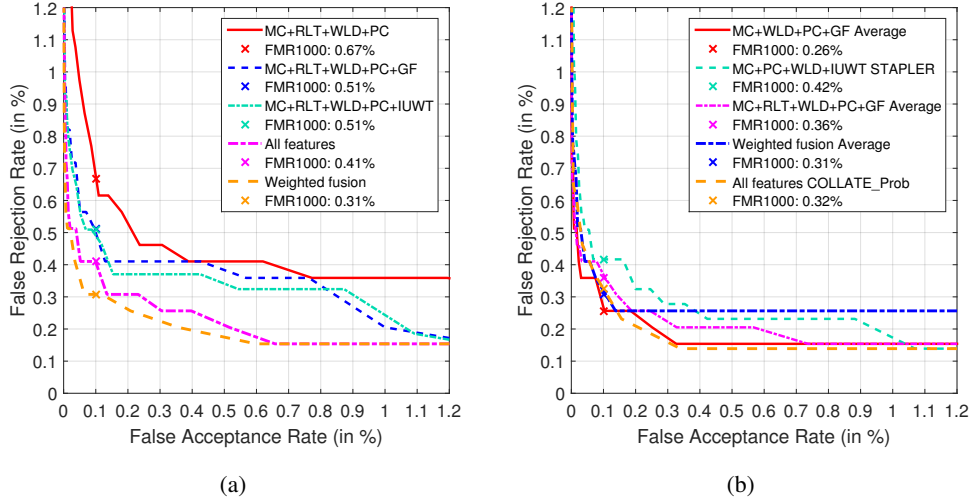 1.2
1.1
1
0.9
0.8
0.7
0.6
0.5
0.4
0.3
0.2
0.1
0
False Rejection Rate (in %)
MC+RLT+WLD+PC
FMR1000: 0.67%
MC+RLT+WLD+PC+GF
FMR1000: 0.51%
MC+RLT+WLD+PC+IUWT
FMR1000: 0.51%
All features
FMR1000: 0.41%
Weighted fusion
FMR1000: 0.31%
0 0.1 0.2 0.3 0.4 0.5 0.6 0.7 0.8 0.9 1 1.1 1.2
False Acceptance Rate (in %)
(a)
1.2
1.1
1
0.9
0.8
0.7
0.6
0.5
0.4
0.3
0.2
0.1
0
False Rejection Rate (in %)
MC+WLD+PC+GF Average
FMR1000: 0.26%
MC+PC+WLD+IUWT STAPLER
FMR1000: 0.42%
MC+RLT+WLD+PC+GF Average
FMR1000: 0.36%
Weighted fusion Average
FMR1000: 0.31%
All features COLLATE_Prob
FMR1000: 0.32%
0 0.1 0.2 0.3 0.4 0.5 0.6 0.7 0.8 0.9 1 1.1 1.2
False Acceptance Rate (in %)
(b)